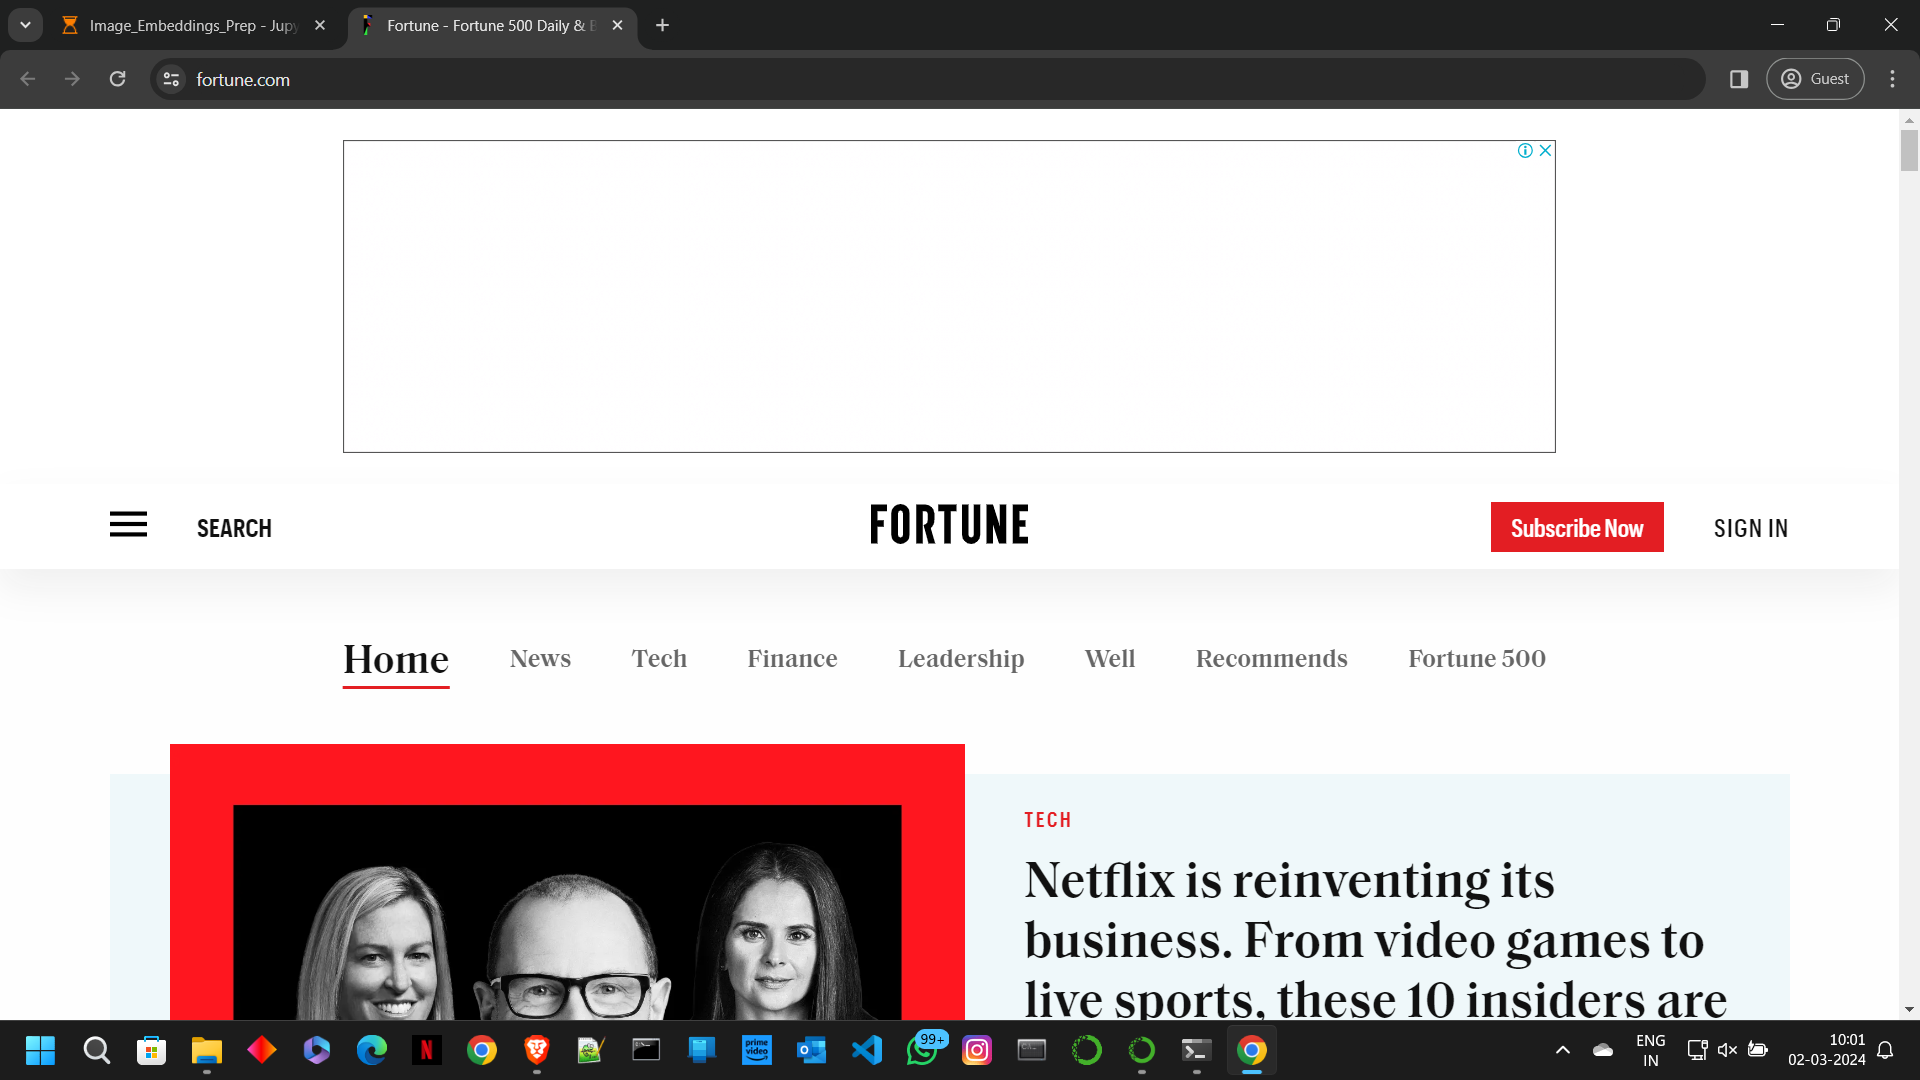 Image_Embeddings_Prep - Jupy
Fortune - Fortune 500 Daily & B
fortune.com
Guest
SEARCH
FORTUNE
Subscribe Now
SIGN IN
Home News Tech Finance Leadership Well Recommends Fortune 500
TECH
Netflix is reinventing its
business. From video games to
live sports, these 10 insiders are
N
prime
video
99+
ENG
IN
10:01
02-03-2024